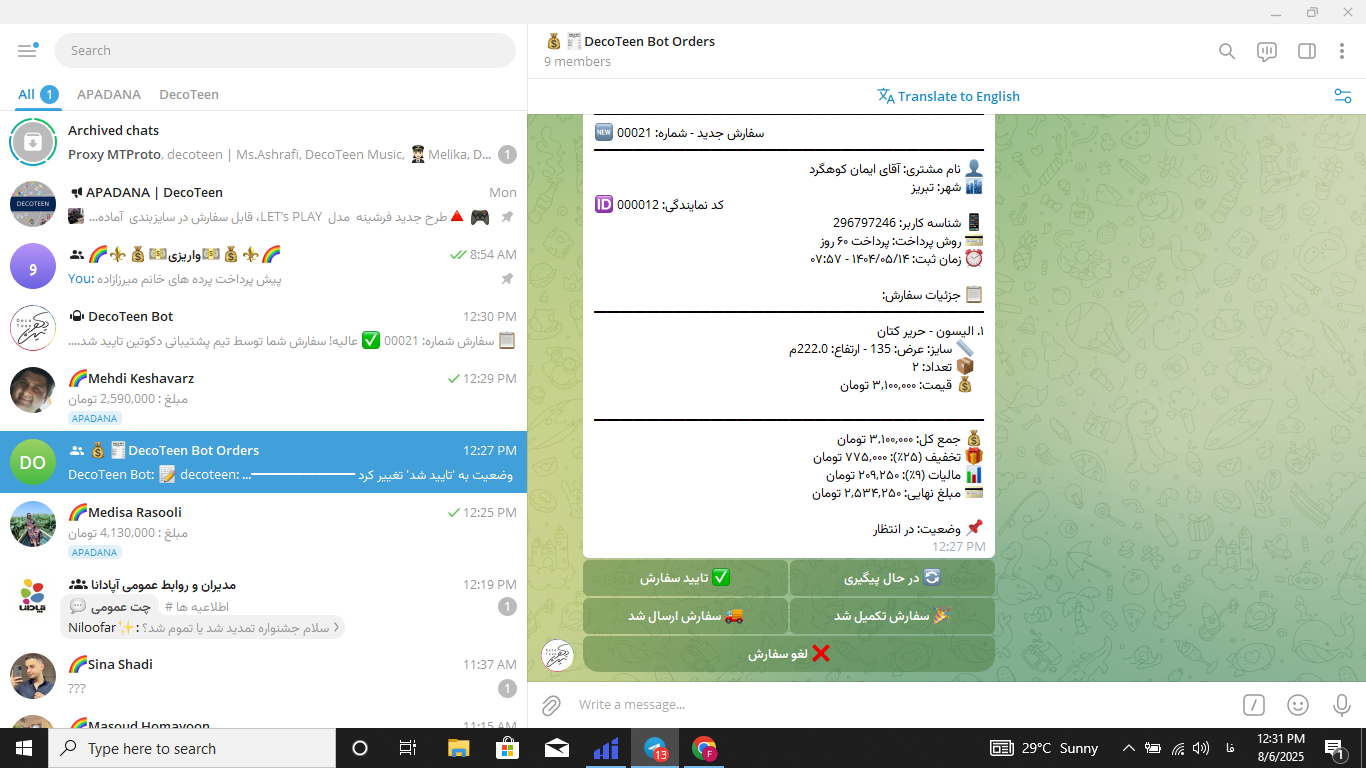 Search
All 1 APADANA DecoTeen
Archived chats
Proxy MTProto, decoteen | Ms.Ashrafi, DecoTeen Music, Melika, D... 1
APADANA | DecoTeen Mon
طرح جدید فرشینه مدل LET's PLAY، قابل سفارش در سایزبندی آماده...
واریزی 8:54 AM
و
You: پیش پرداخت پرده های خانم میرزازاده
DecoTeen Bot 12:30 PM
سفارش شماره: 00021 ✅ عالیه! سفارش شما توسط تیم پشتیبانی دکوتین تایید شد....
Mehdi Keshavarz 12:29 PM
مبلغ : 2,590,000 تومان
APADANA
DO
DecoTeen Bot Orders 12:27 PM
DecoTeen Bot: decoteen: وضعیت به 'تایید شد' تغییر کرد ...
Medisa Rasooli 12:25 PM
مبلغ : 4,130,000 تومان
APADANA
مدیران و روابط عمومی آپادانا 12:19 PM
چت عمومی # اطلاعیه ها 1
Niloofar✨: سلام جشنواره تمدید شد یا تموم شد؟
Sina Shadi 11:37 AM
??? 1
Masoud Homayoon 11:15 AM
DecoTeen Bot Orders
9 members
Translate to English
🆕 سفارش جدید - شماره: 00021
👤 نام مشتری: آقای ایمان کوهگرد
🏙 شهر: تبریز
🆔 کد نمایندگی: 000012
📱 شناسه کاربر: 296797246
💳 روش پرداخت: پرداخت ۶۰ روز
⏰ زمان ثبت: ۱۴۰۴/۰۵/۱۴ - ۰۷:۵۷
📋 جزئیات سفارش:
۱. الیسون - حریر کتان
📏 سایز: عرض: 135 - ارتفاع: 222.0م
📦 تعداد: ۲
💰 قیمت: ۳,۱۰۰,۰۰۰ تومان
💰 جمع کل: ۳,۱۰۰,۰۰۰ تومان
🎁 تخفیف (۲۵٪): ۷۷۵,۰۰۰ تومان
📊 مالیات (۹٪): ۲۰۹,۲۵۰ تومان
💳 مبلغ نهایی: ۲,۵۳۴,۲۵۰ تومان
📌 وضعیت: در انتظار
12:27 PM
✅ تایید سفارش
🔄 در حال پیگیری
🚚 سفارش ارسال شد
🎉 سفارش تکمیل شد
❌ لغو سفارش
Write a message...
Type here to search
13
29°C Sunny
فا
12:31 PM
8/6/2025
1